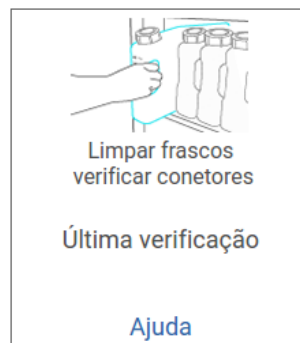 Limpar frascos
verificar conetores
Última verificação
Ajuda